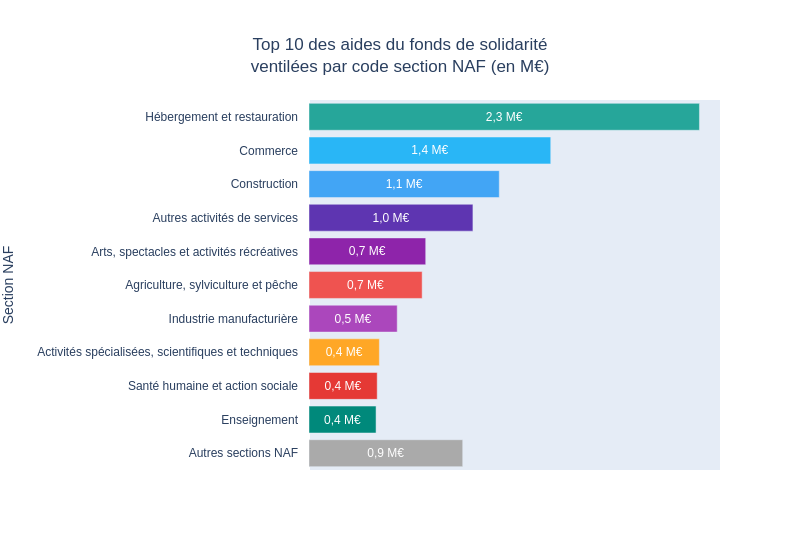 Top 10 des aides du fonds de solidarité
ventilées par code section NAF (en M€)
Section NAF
Hébergement et restauration 2,3 M€
Commerce 1,4 M€
Construction 1,1 M€
Autres activités de services 1,0 M€
Arts, spectacles et activités récréatives 0,7 M€
Agriculture, sylviculture et pêche 0,7 M€
Industrie manufacturière 0,5 M€
Activités spécialisées, scientifiques et techniques 0,4 M€
Santé humaine et action sociale 0,4 M€
Enseignement 0,4 M€
Autres sections NAF 0,9 M€